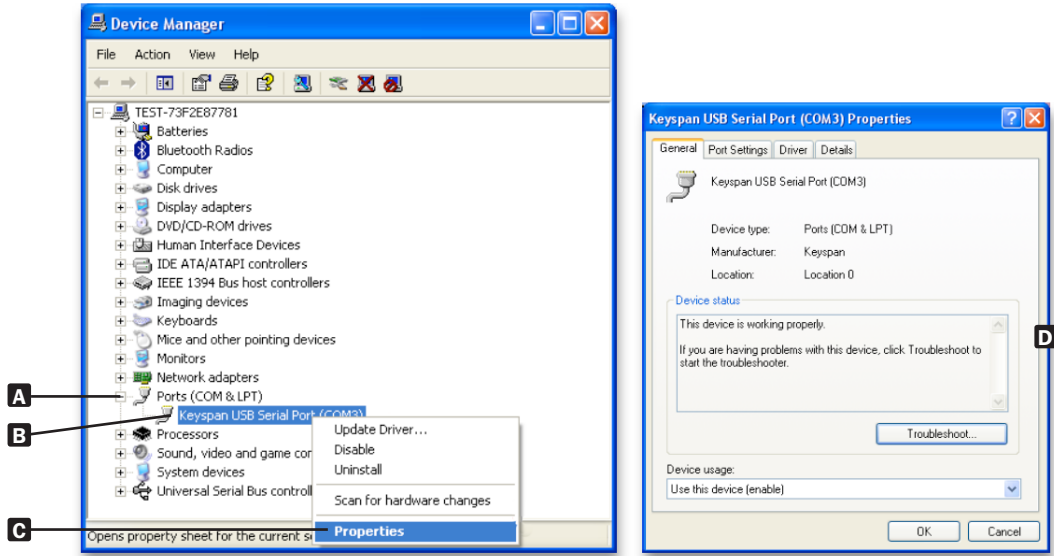 Device Manager
File Action View Help
TEST-73F2E87781
Batteries
Bluetooth Radios
Computer
Disk drives
Display adapters
DVD/CD-ROM drives
Human Interface Devices
IDE ATA/ATAPI controllers
IEEE 1394 Bus host controllers
Imaging devices
Keyboards
Mice and other pointing devices
Monitors
Network adapters
A
Ports (COM & LPT)
B
Keyspan USB Serial Port (COM3)
Processors
Sound, video and game con
System devices
Universal Serial Bus controll
Update Driver...
Disable
Uninstall
Scan for hardware changes
C
Properties
Opens property sheet for the current s
Keyspan USB Serial Port (COM3) Properties
General Port Settings Driver Details
Keyspan USB Serial Port (COM3)
Device type: Ports (COM & LPT)
Manufacturer: Keyspan
Location: Location 0
Device status
This device is working properly.
If you are having problems with this device, click Troubleshoot to
start the troubleshooter.
D
Troubleshoot...
Device usage:
Use this device (enable)
OK Cancel